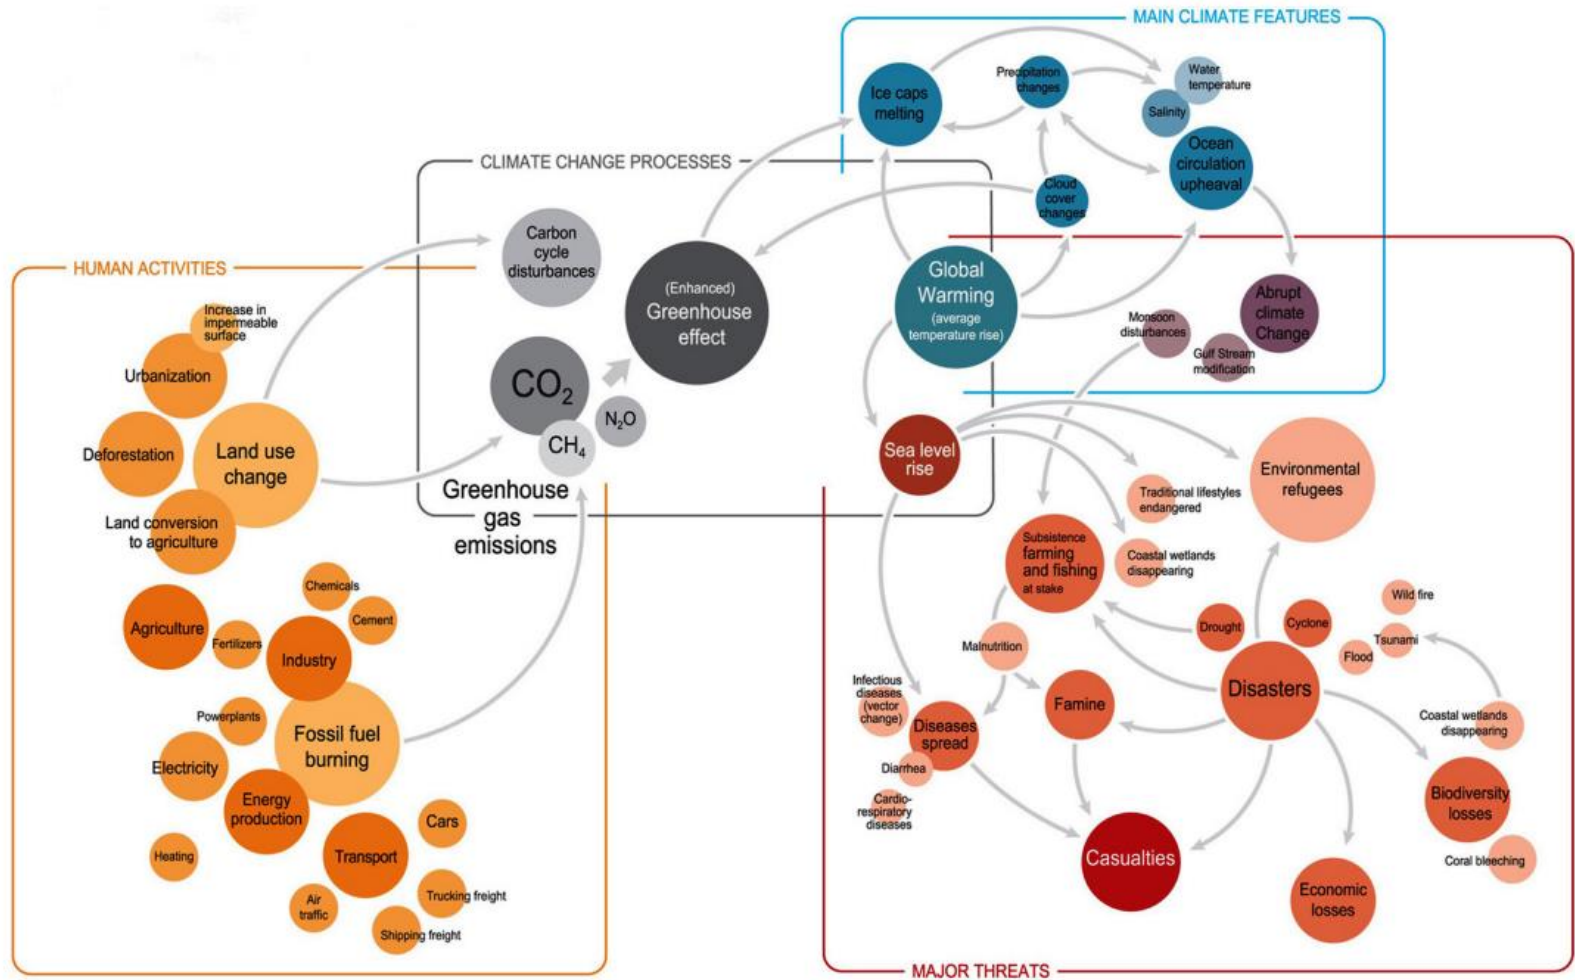 MAIN CLIMATE FEATURES
Ice caps
melting
Precipitation
changes
Water
temperature
Salinity
Ocean
circulation
upheaval
Cloud
cover
changes
CLIMATE CHANGE PROCESSES
Carbon
cycle
disturbances
(Enhanced)
Greenhouse
effect
Global
Warming
(average
temperature rise)
Monsoon
disturbances
Gulf Stream
modification
Abrupt
climate
Change
CO₂
CH₄
N₂O
Greenhouse
gas
emissions
HUMAN ACTIVITIES
Increase in
impermeable
surface
Urbanization
Deforestation
Land use
change
Land conversion
to agriculture
Chemicals
Cement
Agriculture
Fertilizers
Industry
Powerplants
Fossil fuel
burning
Electricity
Energy
production
Heating
Transport
Cars
Air
traffic
Trucking freight
Shipping freight
Sea level
rise
Environmental
refugees
Traditional lifestyles
endangered
Coastal wetlands
disappearing
Subsistence
farming
and fishing
at stake
Malnutrition
Drought
Cyclone
Wild fire
Tsunami
Flood
Disasters
Infectious
diseases
(vector
change)
Diseases
spread
Diarrhea
Cardio-
respiratory
diseases
Famine
Coastal wetlands
disappearing
Biodiversity
losses
Coral bleeching
Casualties
Economic
losses
MAJOR THREATS